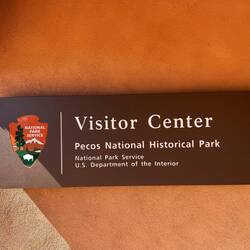 NATIONAL
PARK
SERVICE
Visitor Center
Pecos National Historical Park
National Park Service
U.S. Department of the Interior